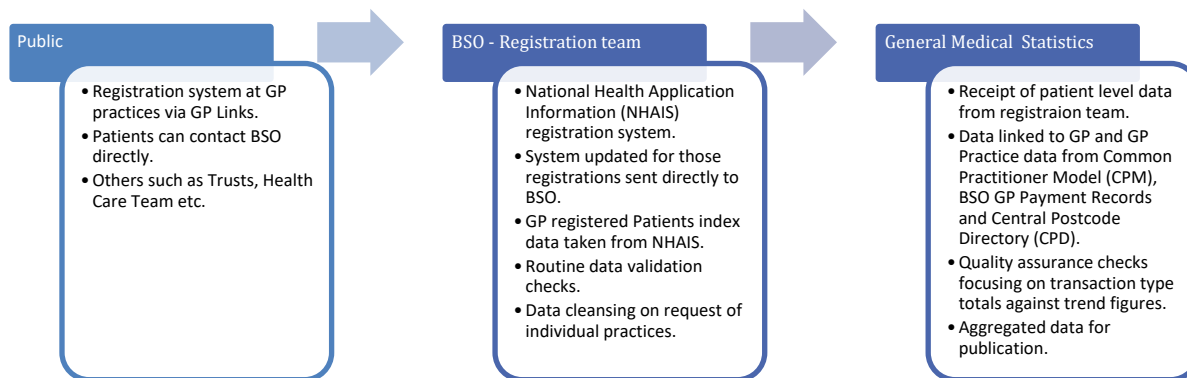 Public
• Registration system at GP
practices via GP Links.
• Patients can contact BSO
directly.
• Others such as Trusts, Health
Care Team etc.
BSO - Registration team
• National Health Application
Information (NHAIS)
registration system.
• System updated for those
registrations sent directly to
BSO.
• GP registered Patients index
data taken from NHAIS.
• Routine data validation
checks.
• Data cleansing on request of
individual practices.
General Medical Statistics
• Receipt of patient level data
from registraion team.
• Data linked to GP and GP
Practice data from Common
Practitioner Model (CPM),
BSO GP Payment Records
and Central Postcode
Directory (CPD).
• Quality assurance checks
focusing on transaction type
totals against trend figures.
• Aggregated data for
publication.